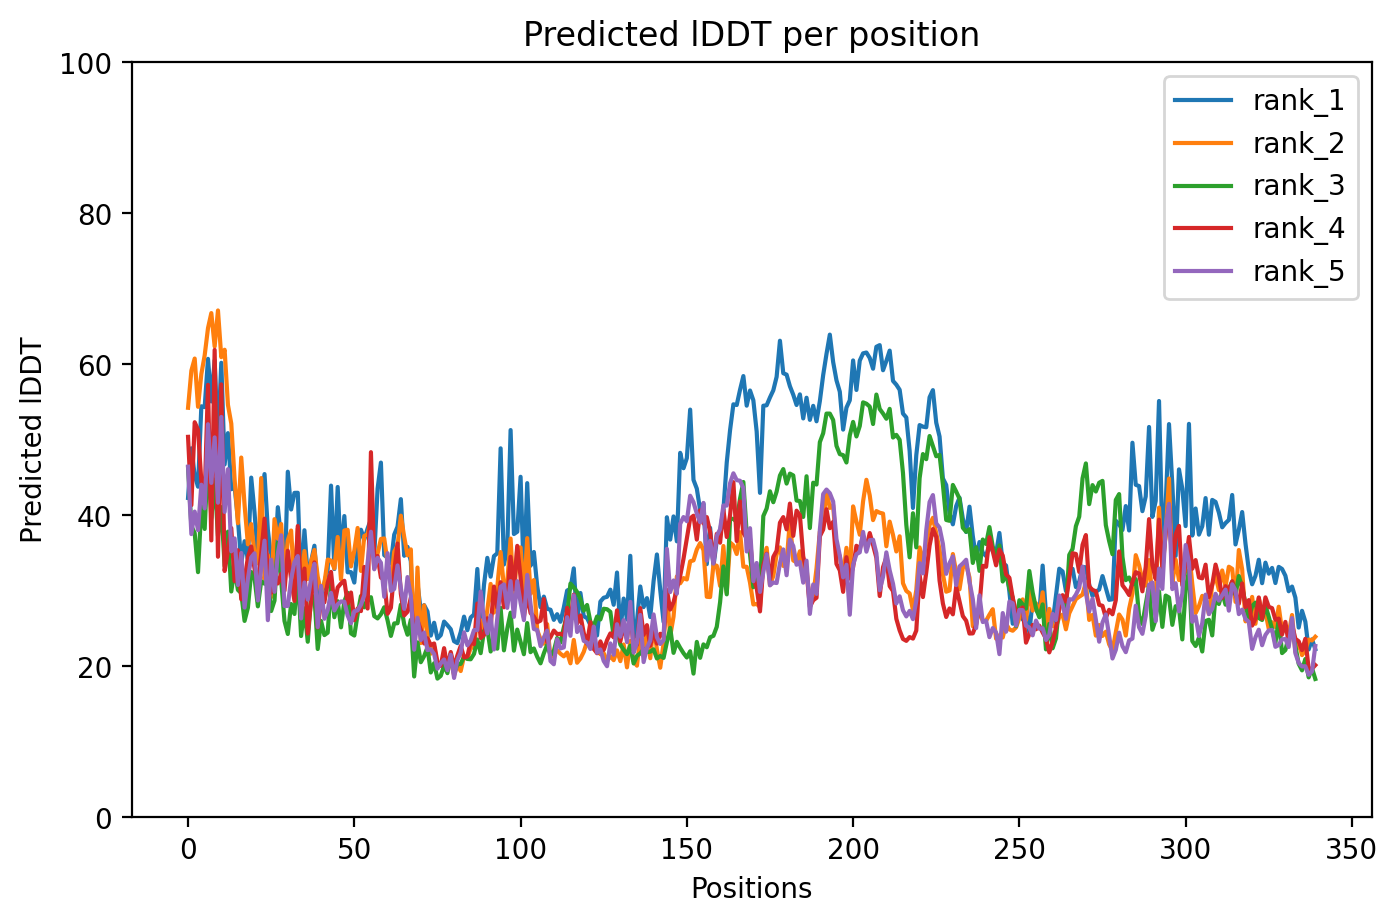 Predicted lDDT per position
100
80
60
40
20
0
Predicted lDDT
0 50 100 150 200 250 300 350
Positions
rank_1
rank_2
rank_3
rank_4
rank_5